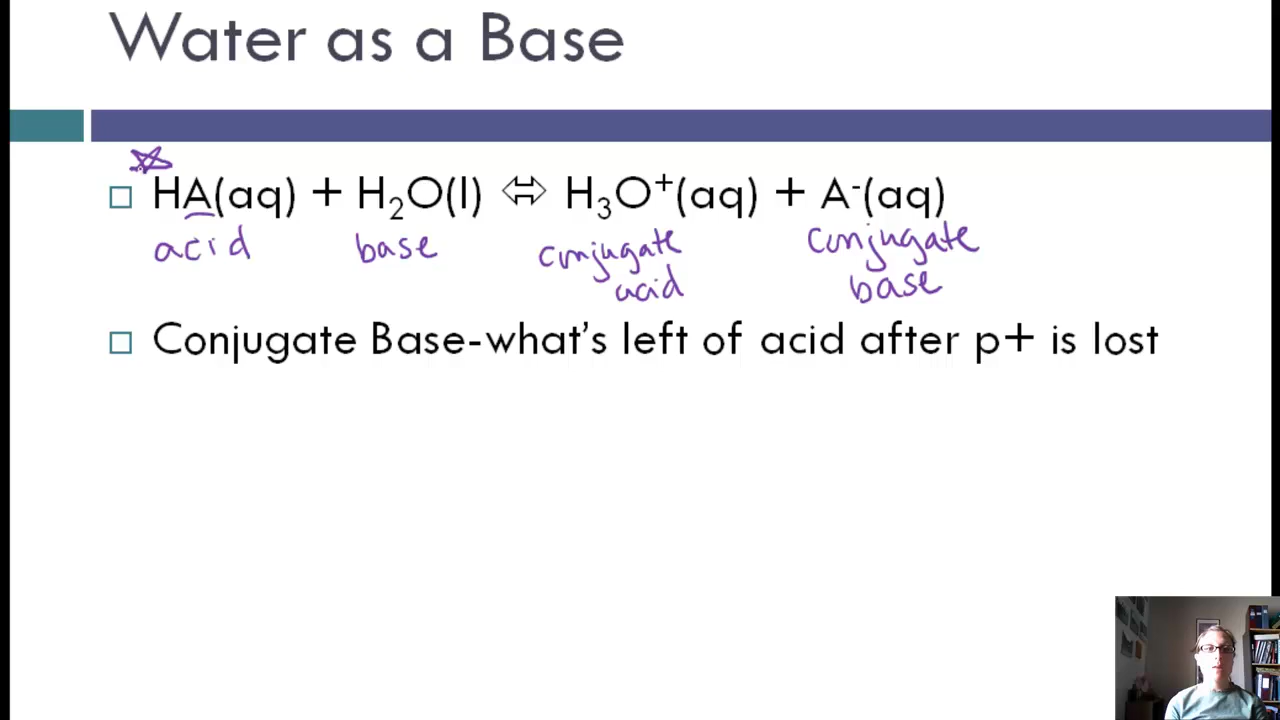 Water as a Base
HA(aq) + H₂O(l) ⇔ H₃O⁺(aq) + A⁻(aq)
acid base conjugate acid conjugate base
Conjugate Base-what's left of acid after p+ is lost